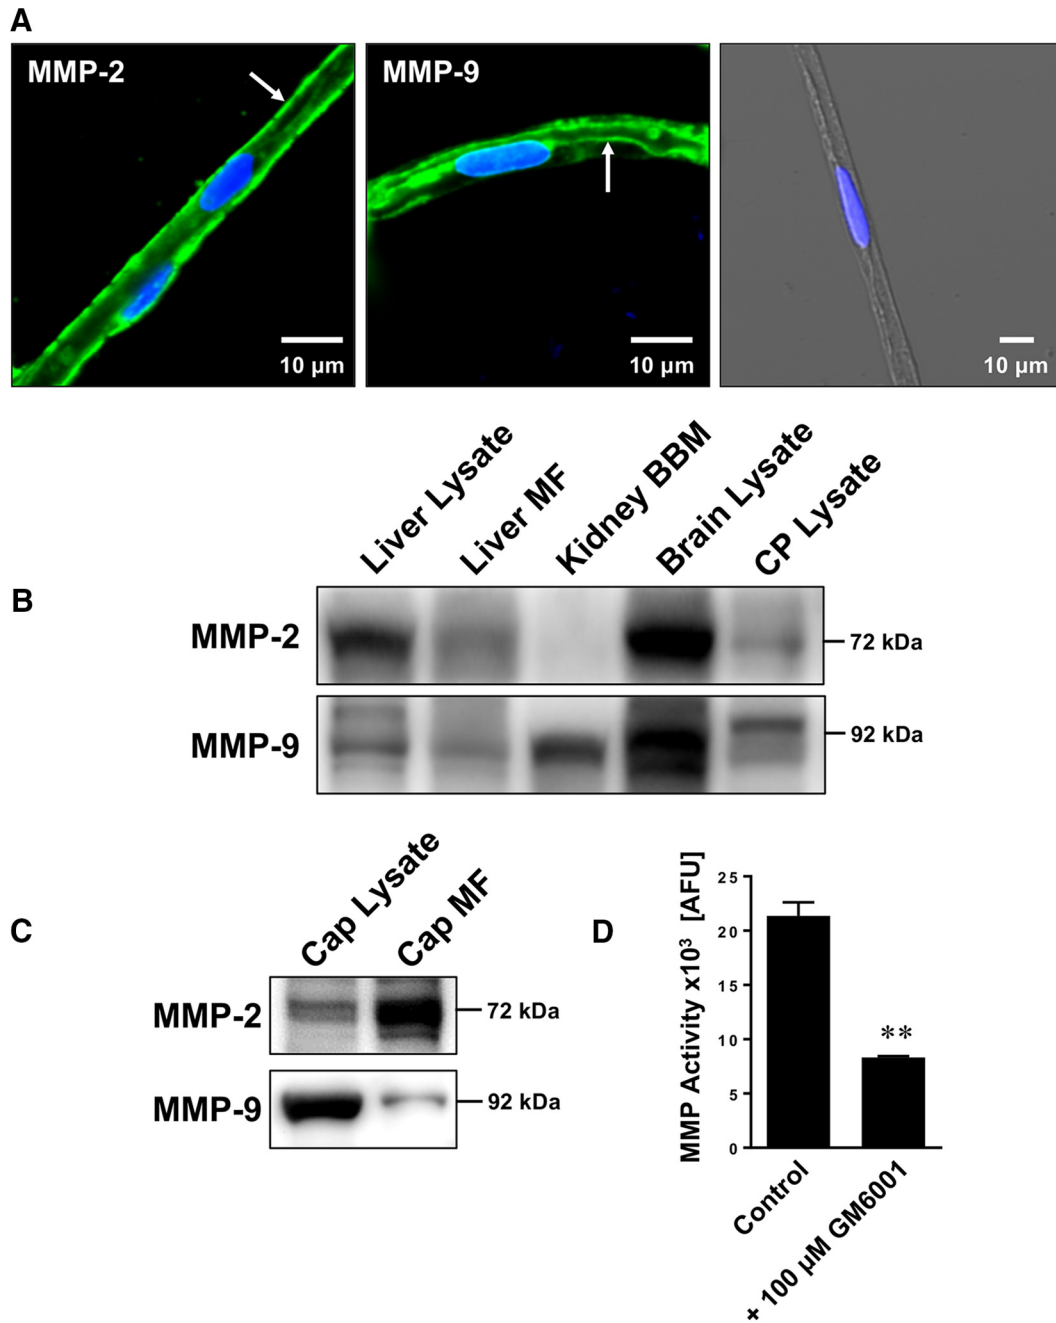 A
MMP-2
MMP-9
10 µm
10 µm
10 µm
B
Liver Lysate
Liver MF
Kidney BBM
Brain Lysate
CP Lysate
MMP-2
72 kDa
MMP-9
92 kDa
C
Cap Lysate
Cap MF
MMP-2
72 kDa
MMP-9
92 kDa
D
MMP Activity x10³ [AFU]
25
20
15
10
5
0
**
Control
+ 100 µM GM6001